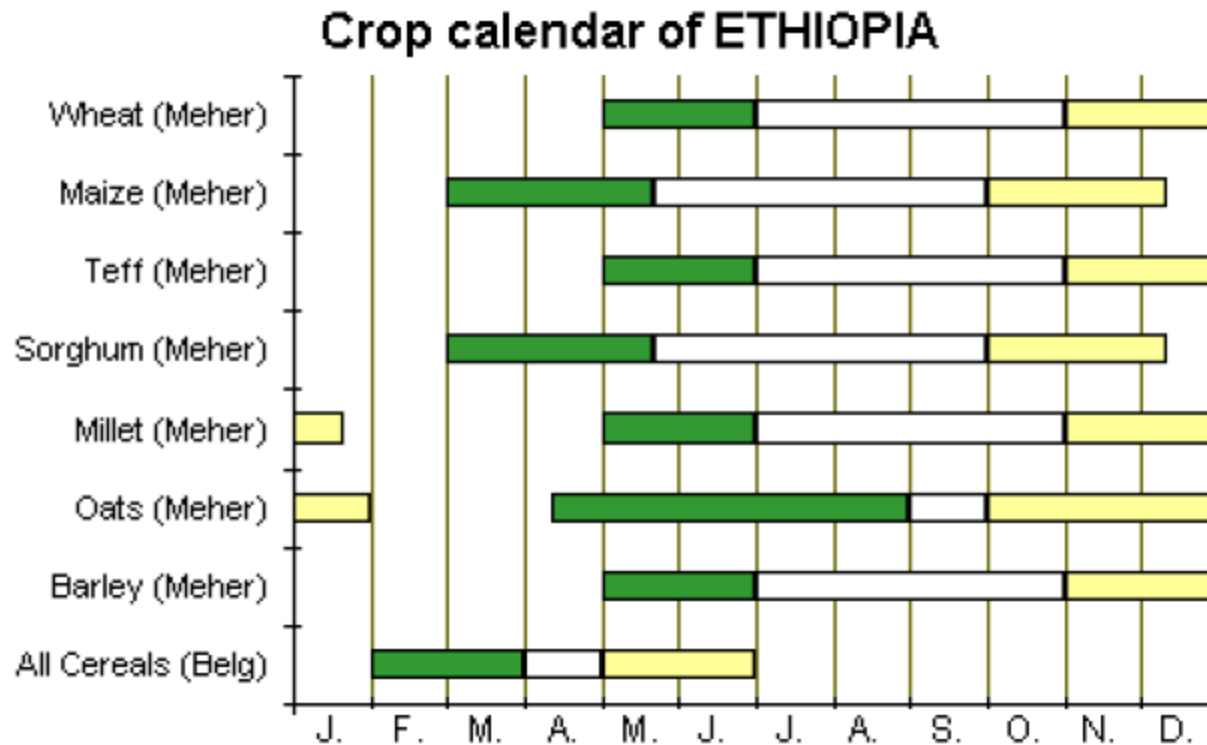 Crop calendar of ETHIOPIA
Wheat (Meher)
Maize (Meher)
Teff (Meher)
Sorghum (Meher)
Millet (Meher)
Oats (Meher)
Barley (Meher)
All Cereals (Belg)
J. F. M. A. M. J. J. A. S. O. N. D.